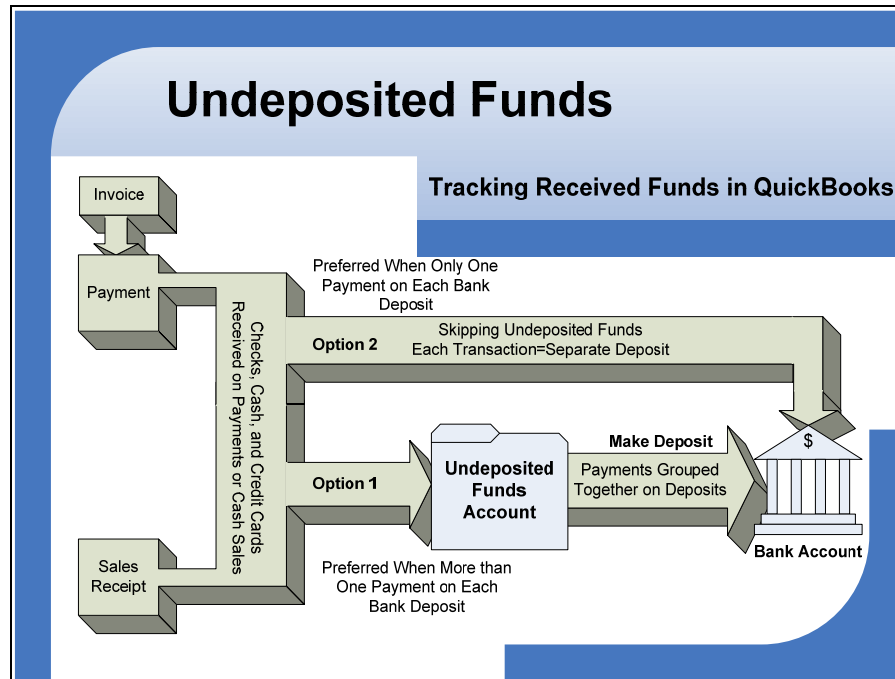 Undeposited Funds
Tracking Received Funds in QuickBooks
Invoice
Payment
Checks, Cash, and Credit Cards
Received on Payments or Cash Sales
Preferred When Only One
Payment on Each Bank
Deposit
Option 2
Skipping Undeposited Funds
Each Transaction=Separate Deposit
Option 1
Undeposited
Funds
Account
Make Deposit
Payments Grouped
Together on Deposits
$
Bank Account
Sales
Receipt
Preferred When More than
One Payment on Each
Bank Deposit